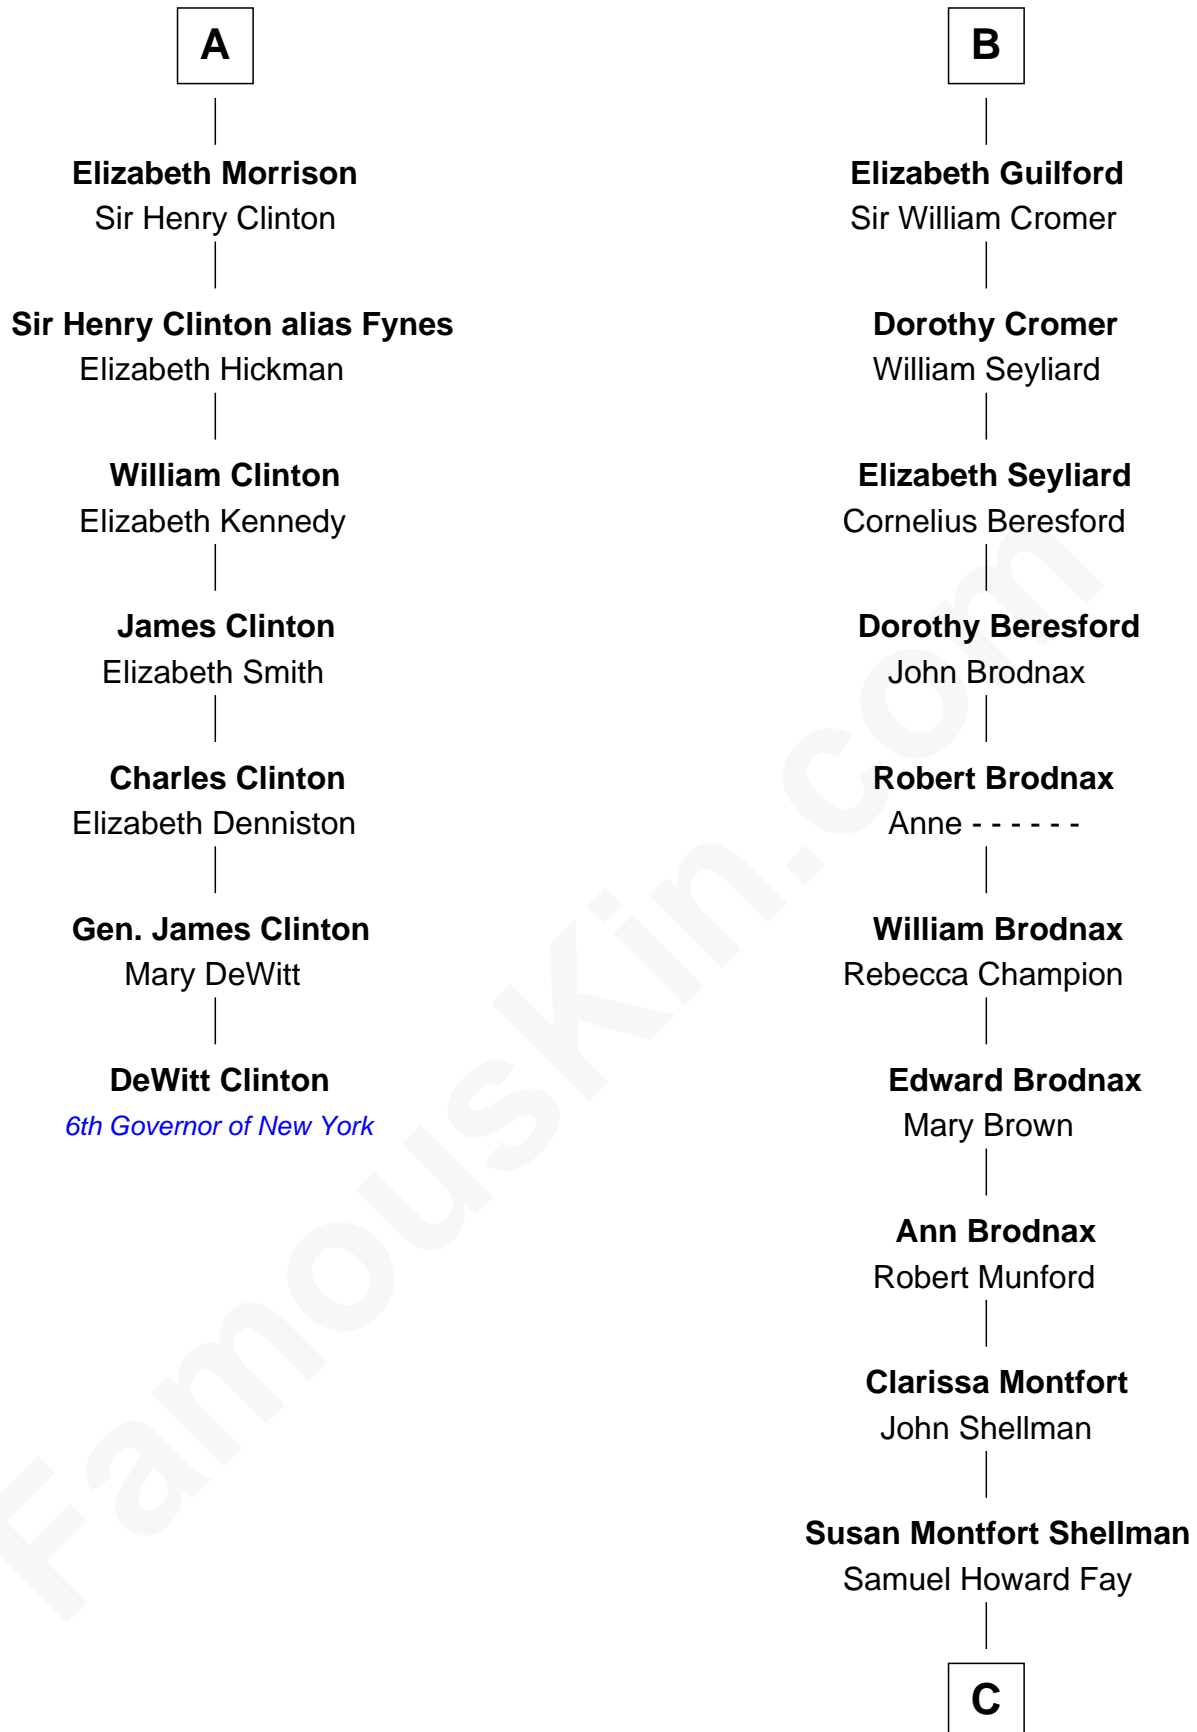 A
Elizabeth Morrison
Sir Henry Clinton
Sir Henry Clinton alias Fynes
Elizabeth Hickman
William Clinton
Elizabeth Kennedy
James Clinton
Elizabeth Smith
Charles Clinton
Elizabeth Denniston
Gen. James Clinton
Mary DeWitt
DeWitt Clinton
6th Governor of New York
B
Elizabeth Guilford
Sir William Cromer
Dorothy Cromer
William Seyliard
Elizabeth Seyliard
Cornelius Beresford
Dorothy Beresford
John Brodnax
Robert Brodnax
Anne - - - - - -
William Brodnax
Rebecca Champion
Edward Brodnax
Mary Brown
Ann Brodnax
Robert Munford
Clarissa Montfort
John Shellman
Susan Montfort Shellman
Samuel Howard Fay
C
FamousKin.com